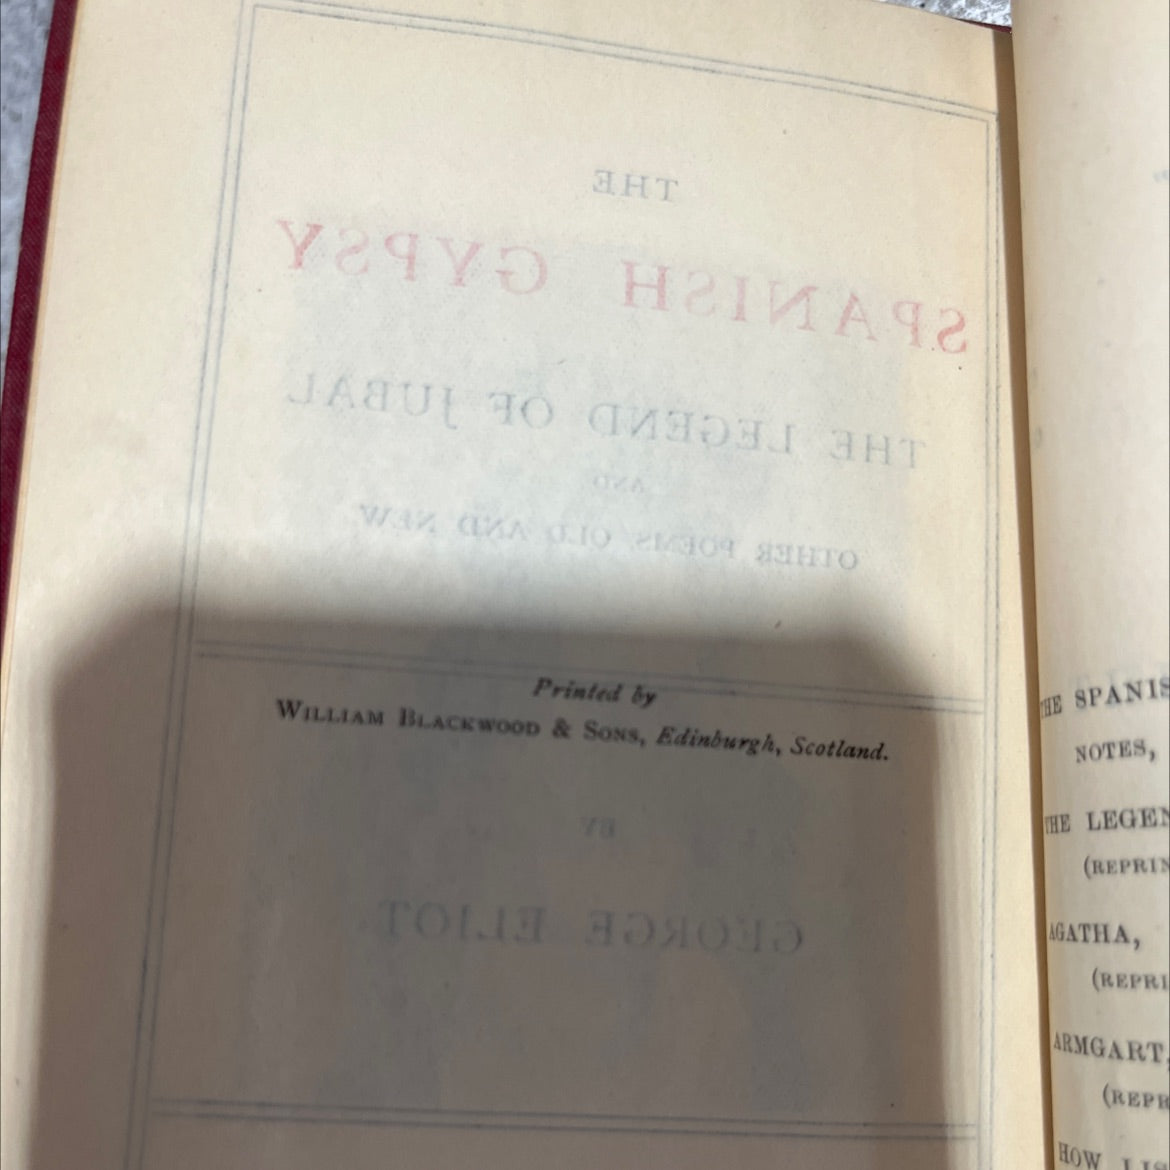 THE
SPANISH GYPSY
THE LEGEND OF JUBAL
AND
OTHER POEMS, OLD AND NEW
Printed by
WILLIAM BLACKWOOD & SONS, Edinburgh, Scotland.
BY
GEORGE ELIOT
THE SPANIS
NOTES,
THE LEGEN
(REPRIN
AGATHA,
(REPRI
ARMGART,
(REPR
HOW